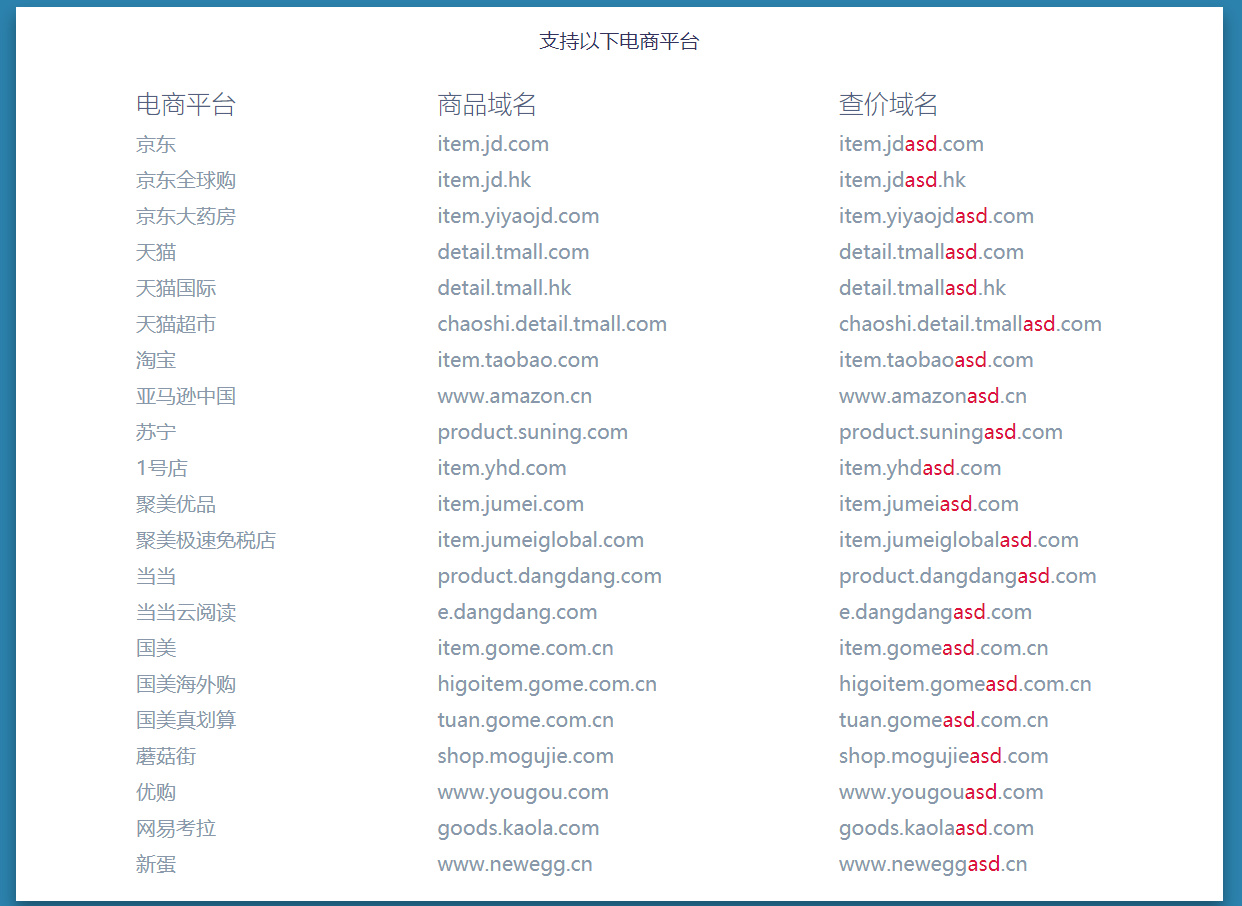 支持以下电商平台
电商平台 商品域名 查价域名
京东 item.jd.com item.jdasd.com
京东全球购 item.jd.hk item.jdasd.hk
京东大药房 item.yiyaojd.com item.yiyaojdasd.com
天猫 detail.tmall.com detail.tmallasd.com
天猫国际 detail.tmall.hk detail.tmallasd.hk
天猫超市 chaoshi.detail.tmall.com chaoshi.detail.tmallasd.com
淘宝 item.taobao.com item.taobaoasd.com
亚马逊中国 www.amazon.cn www.amazonasd.cn
苏宁 product.suning.com product.suningasd.com
1号店 item.yhd.com item.yhdasd.com
聚美优品 item.jumei.com item.jumeiasd.com
聚美极速免税店 item.jumeiglobal.com item.jumeiglobalasd.com
当当 product.dangdang.com product.dangdangasd.com
当当云阅读 e.dangdang.com e.dangdangasd.com
国美 item.gome.com.cn item.gomeasd.com.cn
国美海外购 higoitem.gome.com.cn higoitem.gomeasd.com.cn
国美真划算 tuan.gome.com.cn tuan.gomeasd.com.cn
蘑菇街 shop.mogujie.com shop.mogujieasd.com
优购 www.yougou.com www.yougouasd.com
网易考拉 goods.kaola.com goods.kaolaasd.com
新蛋 www.newegg.cn www.neweggasd.cn